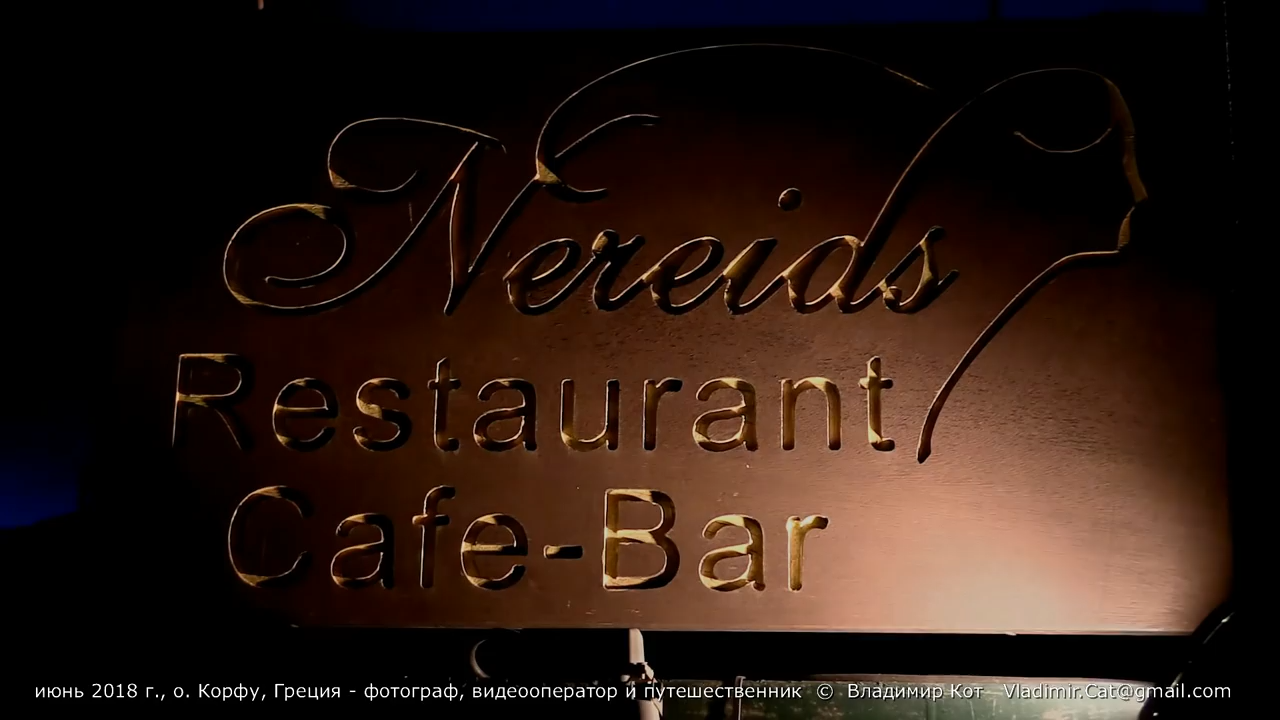 Nereids
Restaurant
Cafe-Bar
июнь 2018 г., о. Корфу, Греция - фотограф, видеооператор и путешественник © Владимир Кот Vladimir.Cat@gmail.com